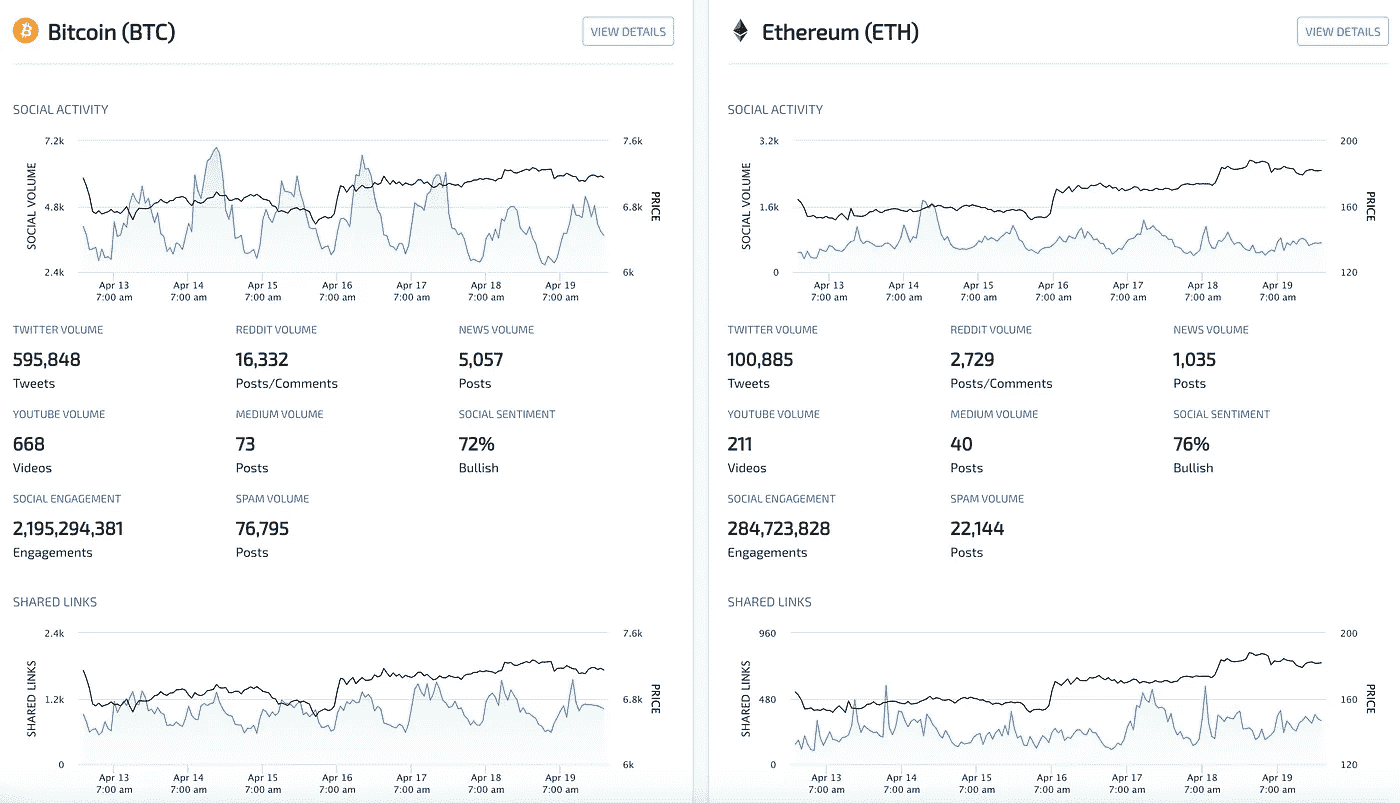 Bitcoin (BTC)
VIEW DETAILS
SOCIAL ACTIVITY
SOCIAL VOLUME
7.2k
4.8k
2.4k
7.6k
6.8k
6k
PRICE
Apr 13 Apr 14 Apr 15 Apr 16 Apr 17 Apr 18 Apr 19
7:00 am 7:00 am 7:00 am 7:00 am 7:00 am 7:00 am 7:00 am
TWITTER VOLUME REDDIT VOLUME NEWS VOLUME
595,848 16,332 5,057
Tweets Posts/Comments Posts
YOUTUBE VOLUME MEDIUM VOLUME SOCIAL SENTIMENT
668 73 72%
Videos Posts Bullish
SOCIAL ENGAGEMENT SPAM VOLUME
2,195,294,381 76,795
Engagements Posts
SHARED LINKS
SHARED LINKS
2.4k
1.2k
0
7.6k
6.8k
6k
PRICE
Apr 13 Apr 14 Apr 15 Apr 16 Apr 17 Apr 18 Apr 19
7:00 am 7:00 am 7:00 am 7:00 am 7:00 am 7:00 am 7:00 am
Ethereum (ETH)
VIEW DETAILS
SOCIAL ACTIVITY
SOCIAL VOLUME
3.2k
1.6k
0
200
160
120
PRICE
Apr 13 Apr 14 Apr 15 Apr 16 Apr 17 Apr 18 Apr 19
7:00 am 7:00 am 7:00 am 7:00 am 7:00 am 7:00 am 7:00 am
TWITTER VOLUME REDDIT VOLUME NEWS VOLUME
100,885 2,729 1,035
Tweets Posts/Comments Posts
YOUTUBE VOLUME MEDIUM VOLUME SOCIAL SENTIMENT
211 40 76%
Videos Posts Bullish
SOCIAL ENGAGEMENT SPAM VOLUME
284,723,828 22,144
Engagements Posts
SHARED LINKS
SHARED LINKS
960
480
0
200
160
120
PRICE
Apr 13 Apr 14 Apr 15 Apr 16 Apr 17 Apr 18 Apr 19
7:00 am 7:00 am 7:00 am 7:00 am 7:00 am 7:00 am 7:00 am